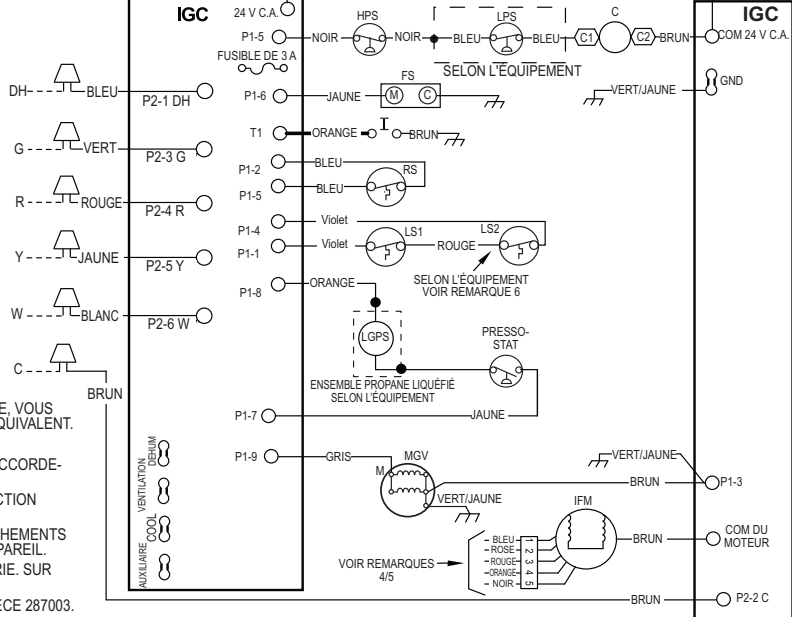 IGC
24 V C.A.
HPS
LPS
C
IGC
P1-5
NOIR
NOIR
BLEU
BLEU
C1
C2
BRUN
COM 24 V C.A.
FUSIBLE DE 3 A
SELON L'ÉQUIPEMENT
FS
GND
DH
BLEU
P2-1 DH
P1-6
JAUNE
M
C
VERT/JAUNE
T1
ORANGE
BRUN
G
VERT
P2-3 G
P1-2
BLEU
RS
P1-5
BLEU
R
ROUGE
P2-4 R
P1-4
Violet
LS1
LS2
P1-1
Violet
ROUGE
Y
JAUNE
P2-5 Y
SELON L'ÉQUIPEMENT
VOIR REMARQUE 6
P1-8
ORANGE
W
BLANC
P2-6 W
LGPS
PRESSO-
STAT
C
ENSEMBLE PROPANE LIQUÉFIÉ
SELON L'ÉQUIPEMENT
BRUN
E, VOUS
QUIVALENT.
P1-7
JAUNE
CCORDE-
P1-9
GRIS
MGV
M
VERT/JAUNE
BRUN
P1-3
CTION
DEHUM
VENTILATION
COOL
AUXILIAIRE
VERT/JAUNE
IFM
CHEMENTS
PAREIL.
BLEU
ROSE
ROUGE
ORANGE
NOIR
1
2
3
4
5
BRUN
COM DU
MOTEUR
VOIR REMARQUES
4/5
RIE. SUR
ÈCE 287003.
BRUN
P2-2 C